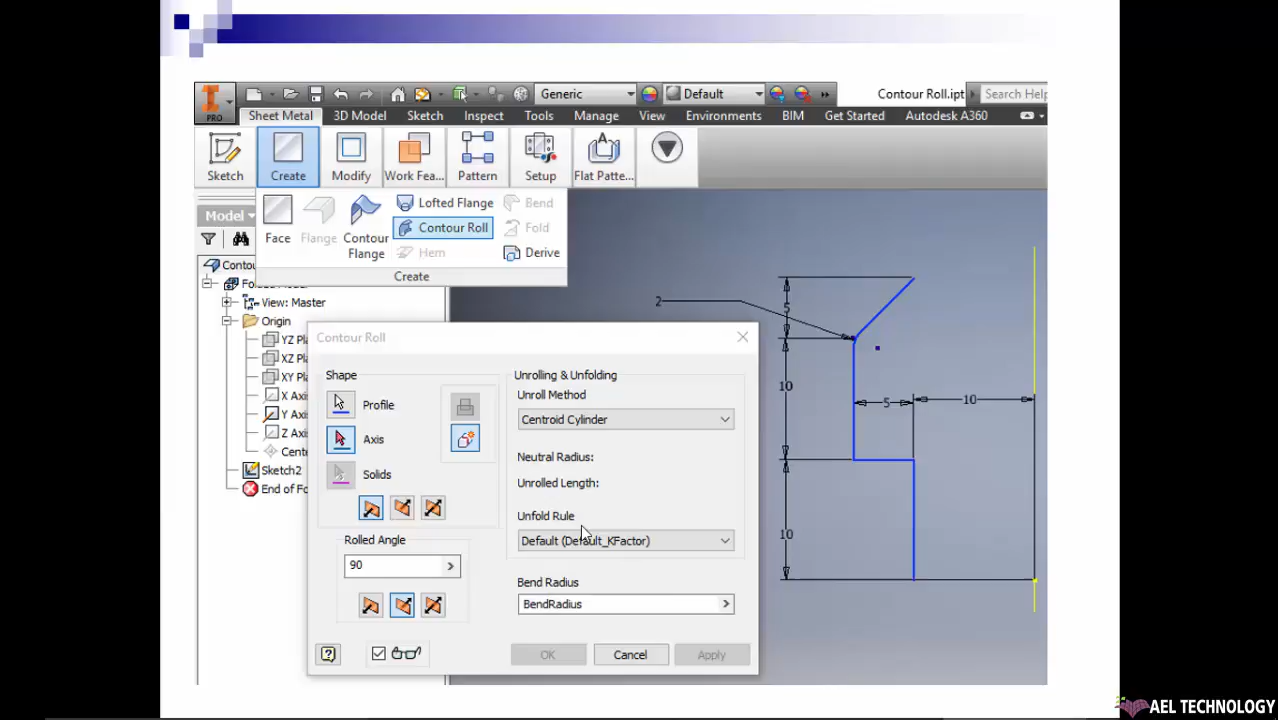 Generic
Default
Contour Roll.ipt
Search Help
PRO
Sheet Metal
3D Model
Sketch
Inspect
Tools
Manage
View
Environments
BIM
Get Started
Autodesk A360
Sketch
Create
Modify
Work Fea...
Pattern
Setup
Flat Patte...
Model
Face
Flange
Contour Flange
Lofted Flange
Contour Roll
Hem
Bend
Fold
Derive
Create
View: Master
Origin
Sketch2
Contour Roll
Shape
Profile
Axis
Solids
Rolled Angle
90
Unrolling & Unfolding
Unroll Method
Centroid Cylinder
Neutral Radius:
Unrolled Length:
Unfold Rule
Default (Default_KFactor)
Bend Radius
BendRadius
OK
Cancel
Apply
2
5
10
5
10
10
AEL TECHNOLOGY